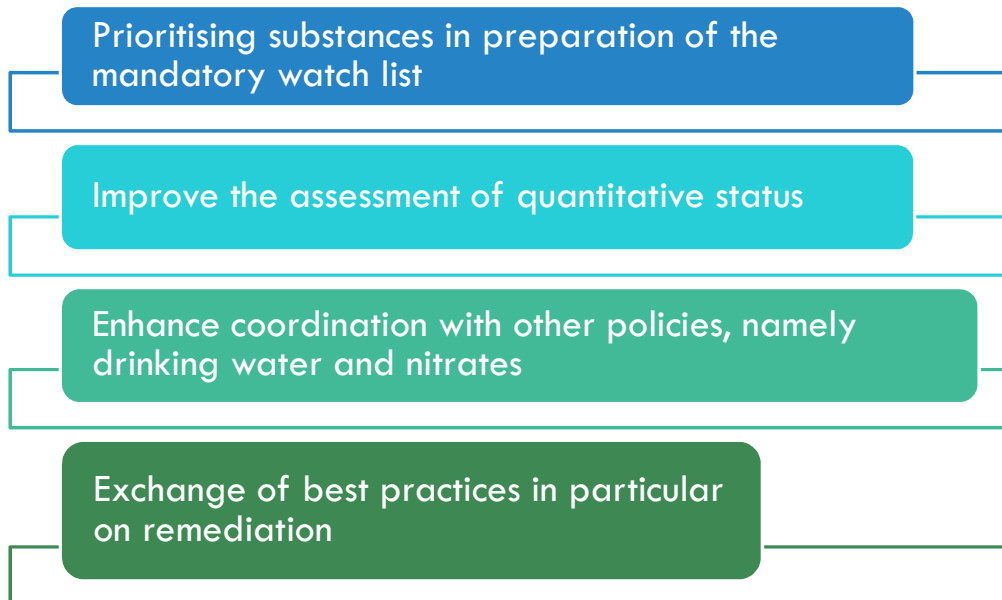 Prioritising substances in preparation of the
mandatory watch list
Improve the assessment of quantitative status
Enhance coordination with other policies, namely
drinking water and nitrates
Exchange of best practices in particular
on remediation